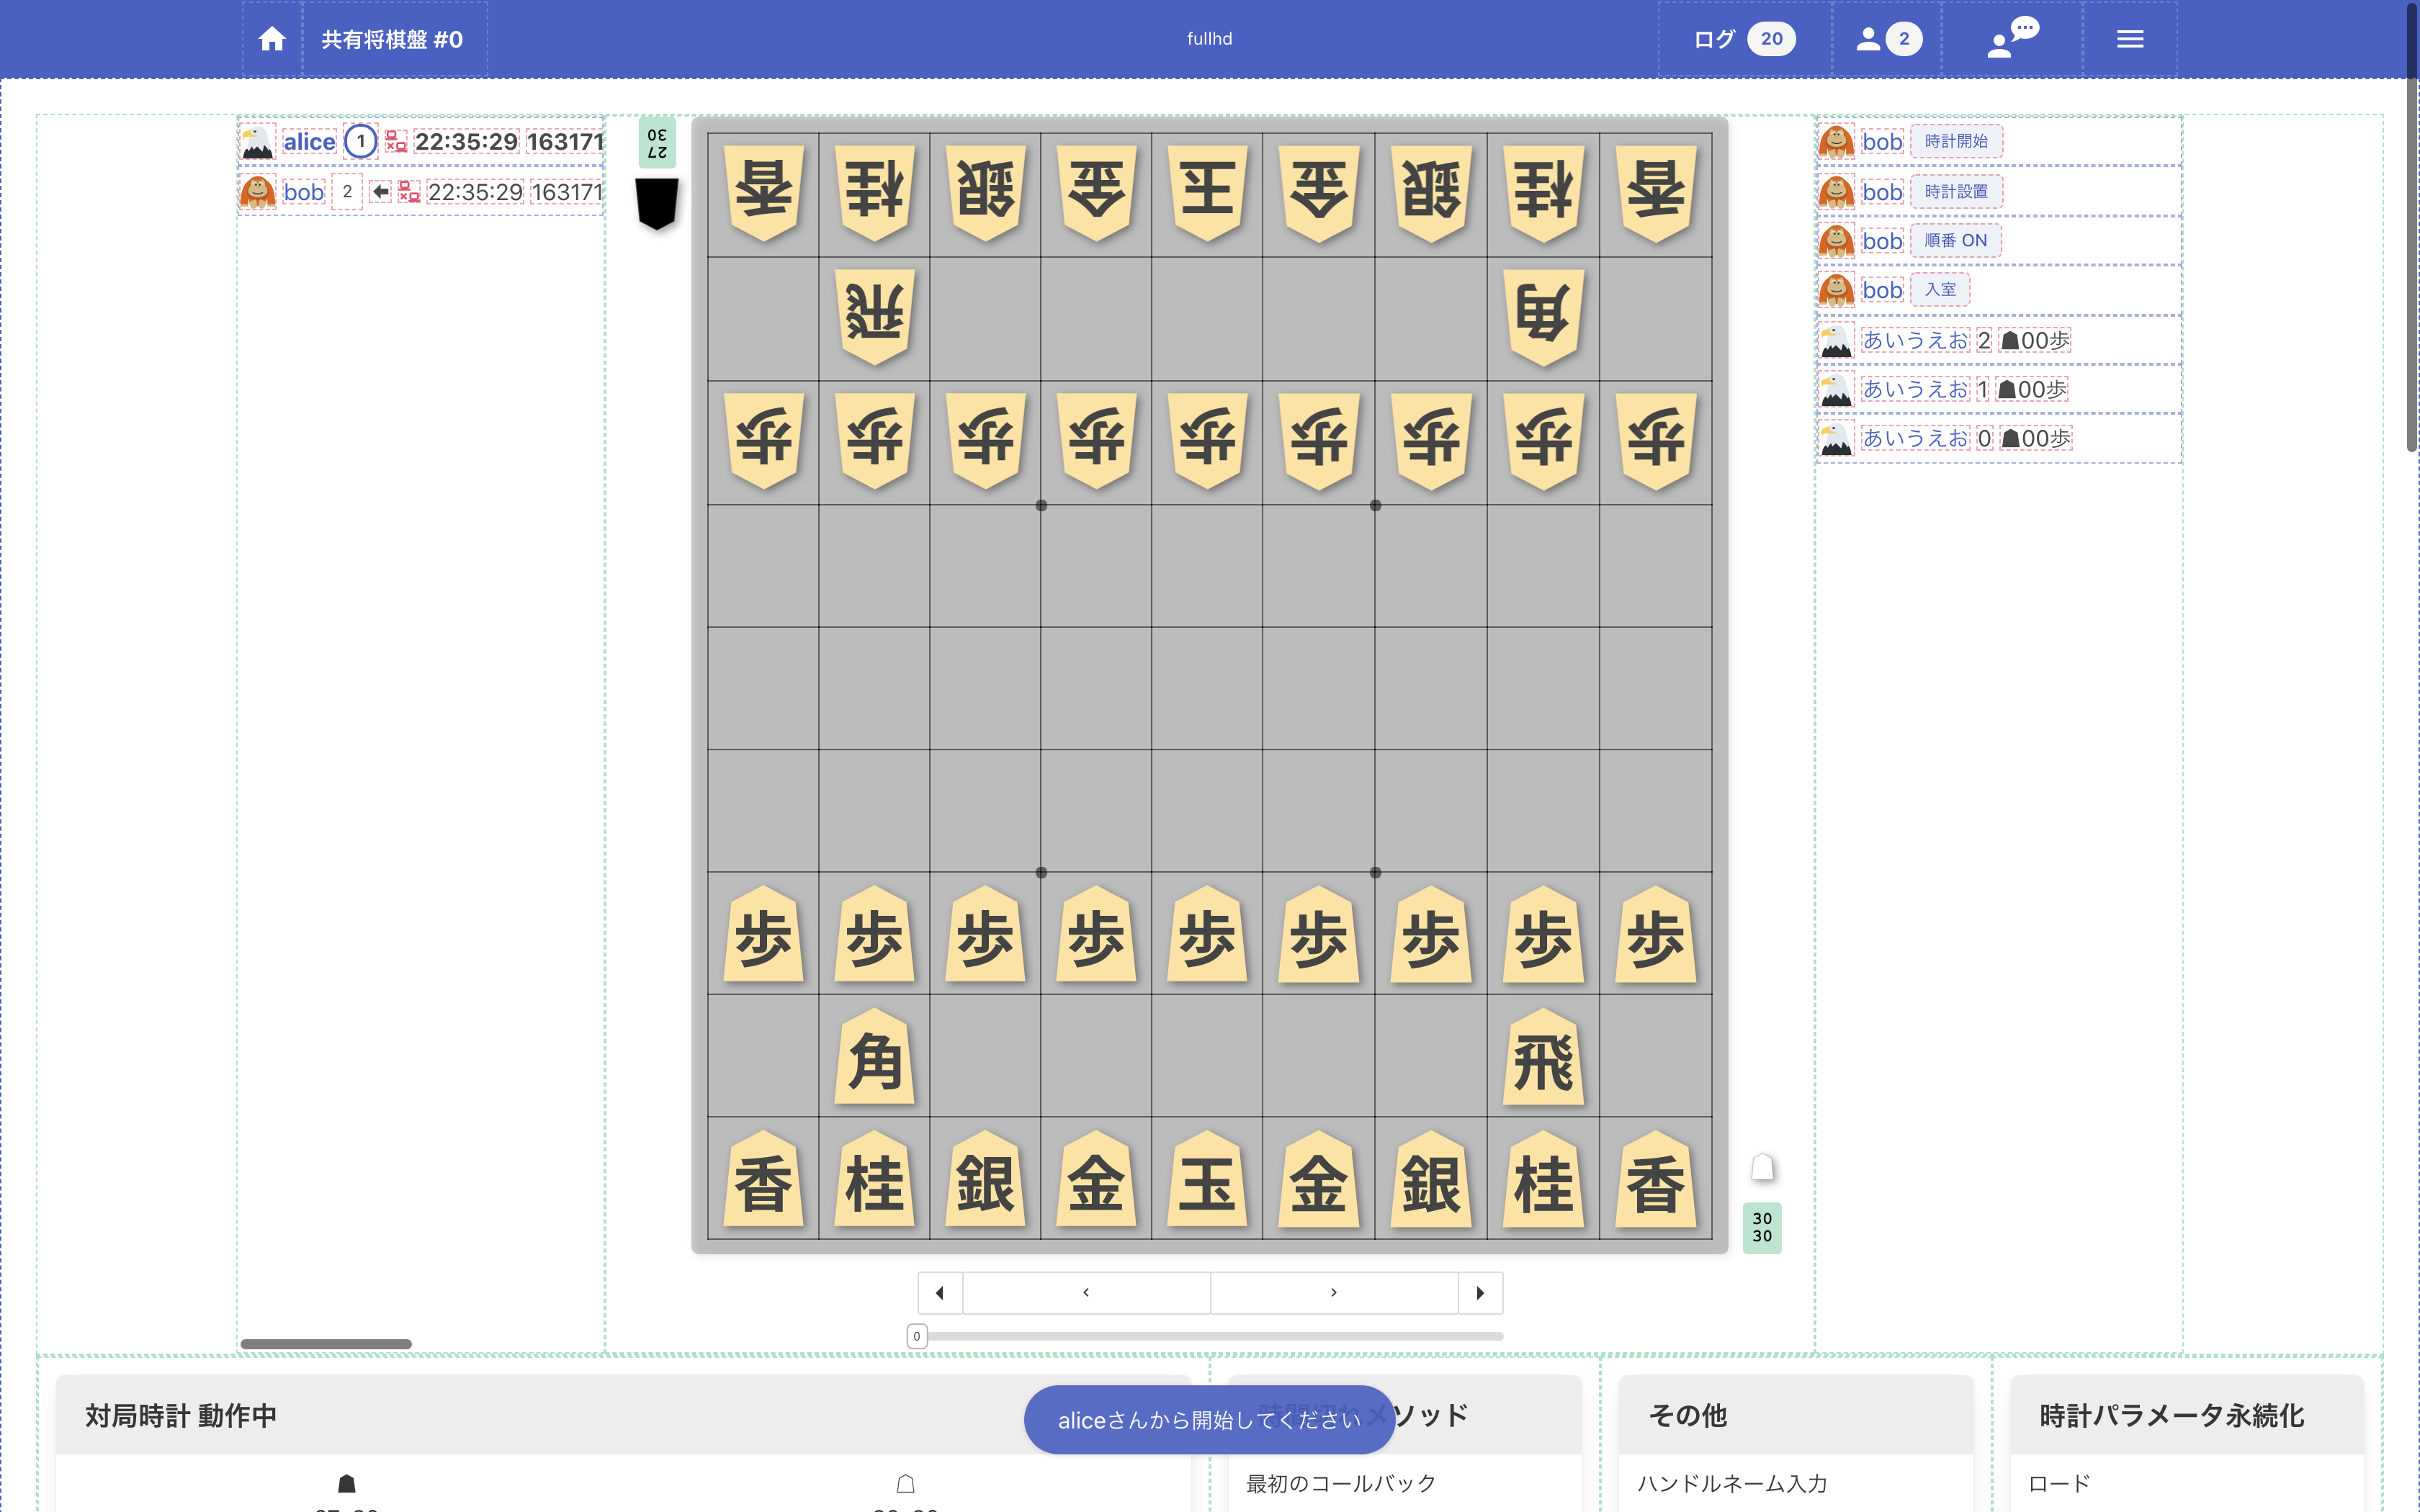 共有将棋盤 #0
fullhd
ログ 20
2
alice 1 22:35:29 163171
bob 2 22:35:29 163171
27
30
香 桂 銀 金 玉 金 銀 桂 香
飛 角
歩 歩 歩 歩 歩 歩 歩 歩 歩
歩 歩 歩 歩 歩 歩 歩 歩 歩
角 飛
香 桂 銀 金 玉 金 銀 桂 香
30
30
‹ ›
0
bob 時計開始
bob 時計設置
bob 順番 ON
bob 入室
あいうえお 2 ☗00歩
あいうえお 1 ☗00歩
あいうえお 0 ☗00歩
対局時計 動作中
☗ ☖
aliceさんから開始してください
メソッド
最初のコールバック
その他
ハンドルネーム入力
時計パラメータ永続化
ロード